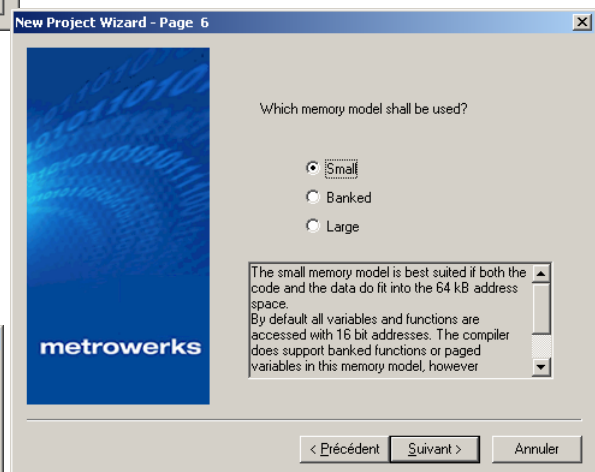 New Project Wizard - Page 6
Which memory model shall be used?
Small
Banked
Large
The small memory model is best suited if both the
code and the data do fit into the 64 kB address
space.
By default all variables and functions are
accessed with 16 bit addresses. The compiler
does support banked functions or paged
variables in this memory model, however
metrowerks
< Précédent Suivant > Annuler